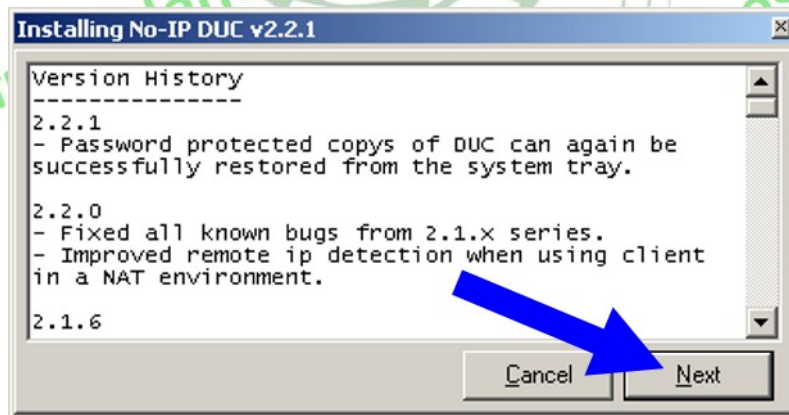 Installing No-IP DUC v2.2.1
Version History
---------------
2.2.1
- Password protected copys of DUC can again be
successfully restored from the system tray.
2.2.0
- Fixed all known bugs from 2.1.x series.
- Improved remote ip detection when using client
in a NAT environment.
2.1.6
Cancel Next